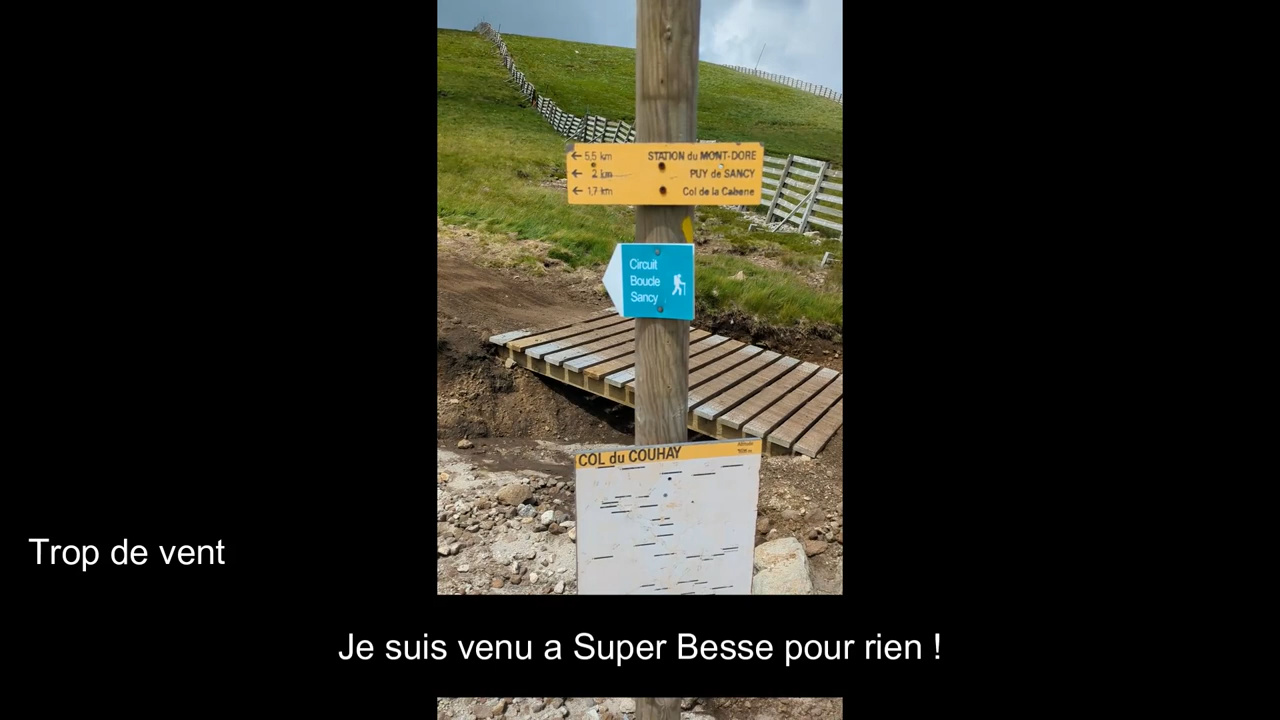 ← 5,5 km STATION du MONT-DORE
← 2 km PUY de SANCY
← 1,7 km Col de la Cabane
Circuit
Boucle
Sancy
COL du COUHAY
Trop de vent
Je suis venu a Super Besse pour rien !